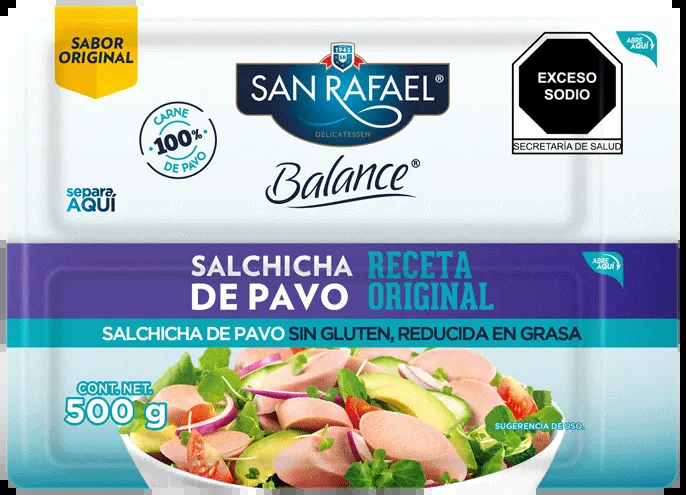 SABOR
ORIGINAL
1943
SR
SAN RAFAEL®
DELICATESSEN
Balance®
CARNE
100%
DE PAVO
separa
AQUÍ
EXCESO
SODIO
SECRETARÍA DE SALUD
ABRE
AQUÍ
SALCHICHA
DE PAVO
RECETA
ORIGINAL
ABRE
AQUÍ
SALCHICHA DE PAVO SIN GLUTEN, REDUCIDA EN GRASA
CONT. NET.
500 g
SUGERENCIA DE USO.